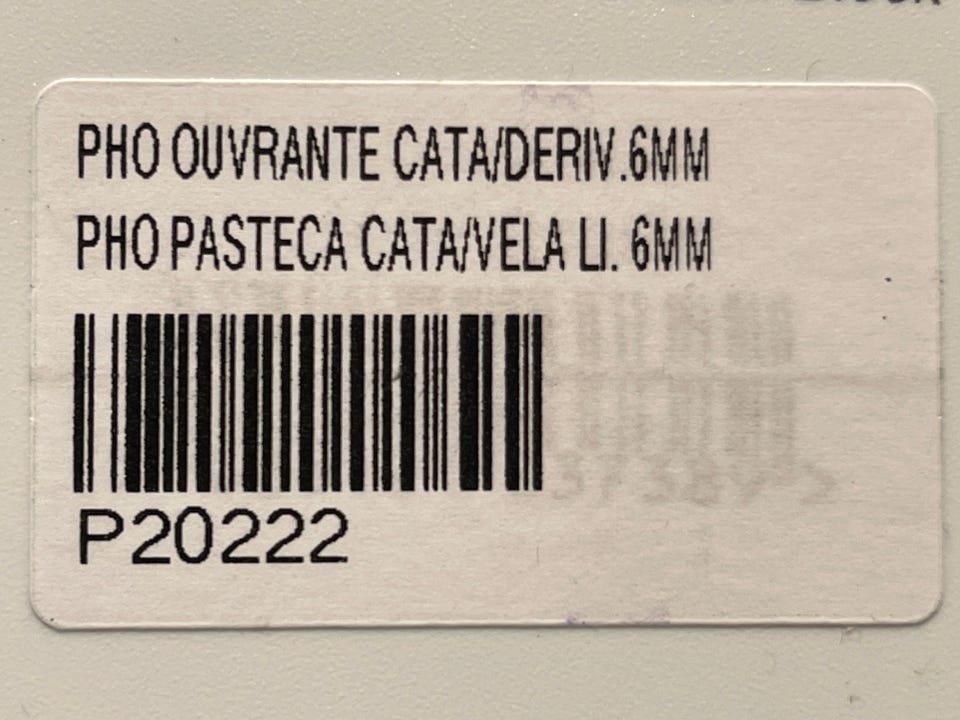 PHO OUVRANTE CATA/DERIV.6MM
PHO PASTECA CATA/VELA LI. 6MM
P20222